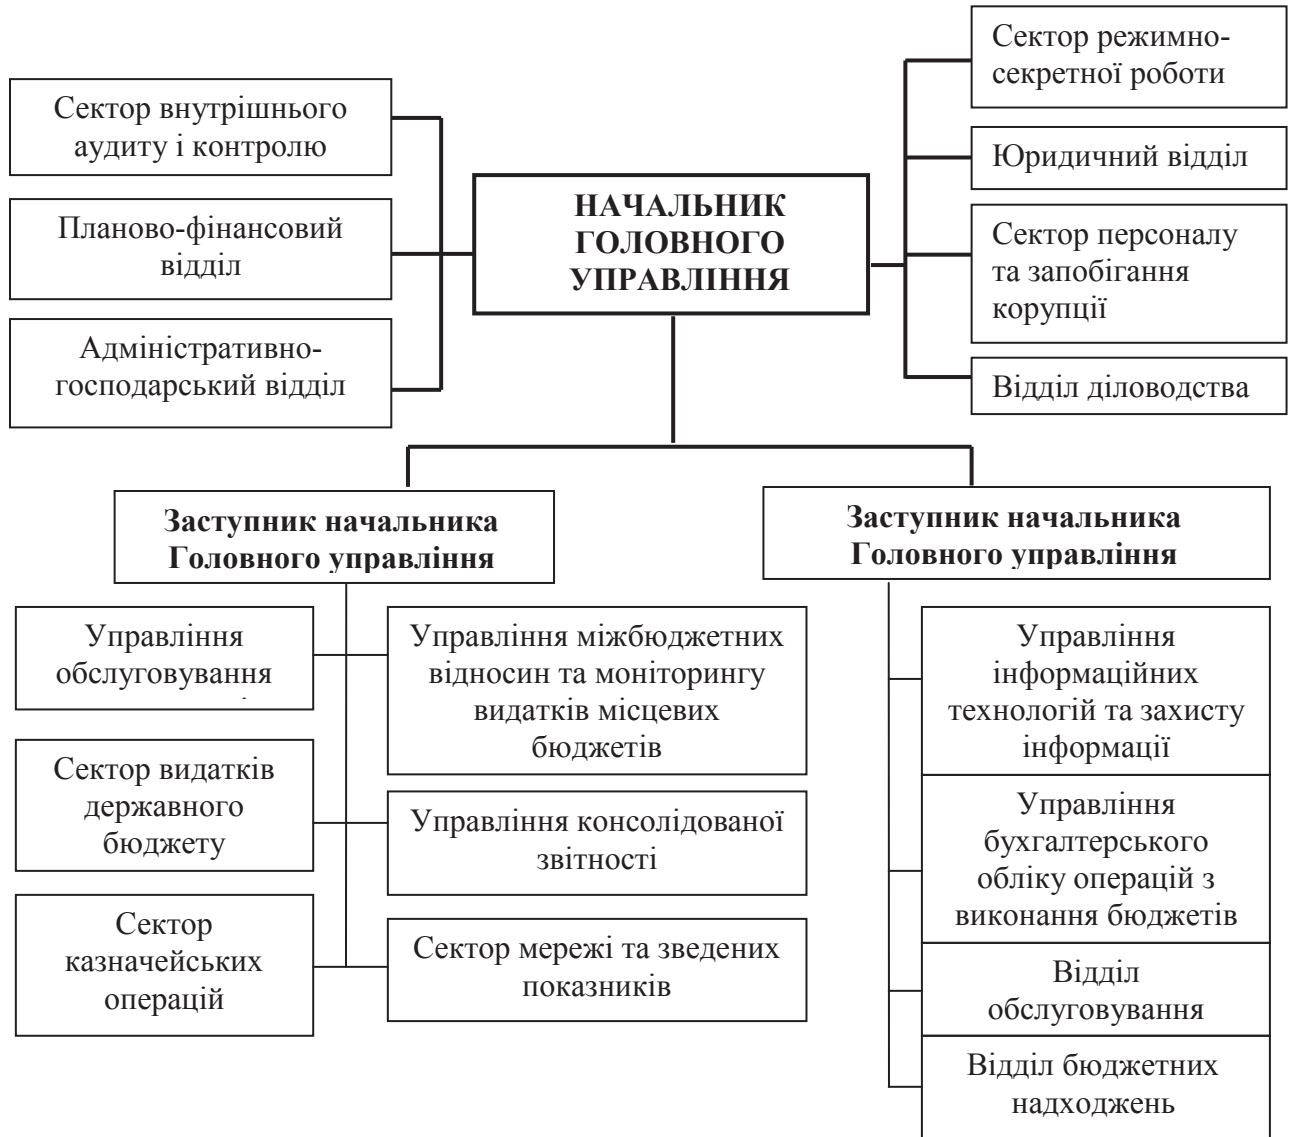 Сектор внутрішнього
аудиту і контролю
Планово-фінансовий
відділ
Адміністративно-
господарський відділ
НАЧАЛЬНИК
ГОЛОВНОГО
УПРАВЛІННЯ
Сектор режимно-
секретної роботи
Юридичний відділ
Сектор персоналу
та запобігання
корупції
Відділ діловодства
Заступник начальника
Головного управління
Управління
обслуговування
Сектор видатків
державного
бюджету
Сектор
казначейських
операцій
Управління міжбюджетних
відносин та моніторингу
видатків місцевих
бюджетів
Управління консолідованої
звітності
Сектор мережі та зведених
показників
Заступник начальника
Головного управління
Управління
інформаційних
технологій та захисту
інформації
Управління
бухгалтерського
обліку операцій з
виконання бюджетів
Відділ
обслуговування
Відділ бюджетних
надходжень